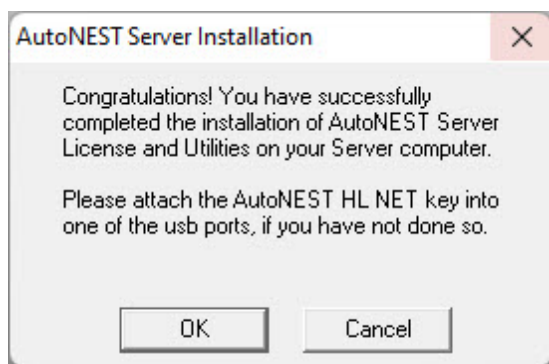 AutoNEST Server Installation
Congratulations! You have successfully
completed the installation of AutoNEST Server
License and Utilities on your Server computer.
Please attach the AutoNEST HL NET key into
one of the usb ports, if you have not done so.
OK
Cancel